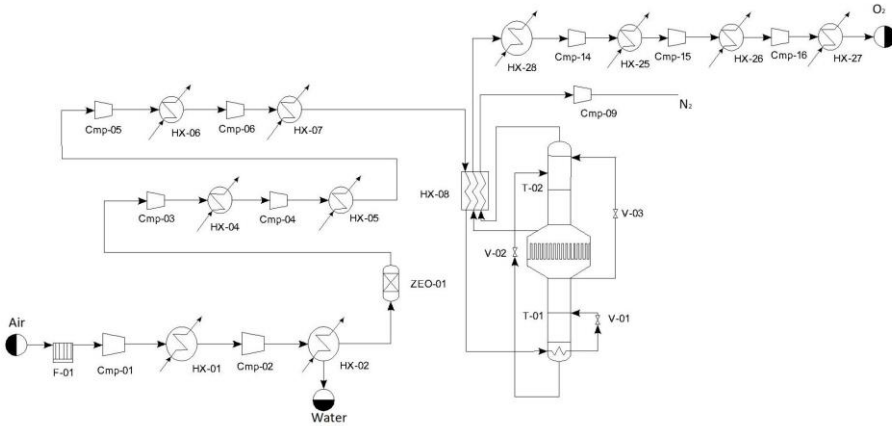 O₂
HX-28
Cmp-14
HX-25
Cmp-15
HX-26
Cmp-16
HX-27
Cmp-09
N₂
Cmp-05
HX-06
Cmp-06
HX-07
HX-08
T-02
V-03
Cmp-03
HX-04
Cmp-04
HX-05
V-02
ZEO-01
T-01
V-01
Air
F-01
Cmp-01
HX-01
Cmp-02
HX-02
Water